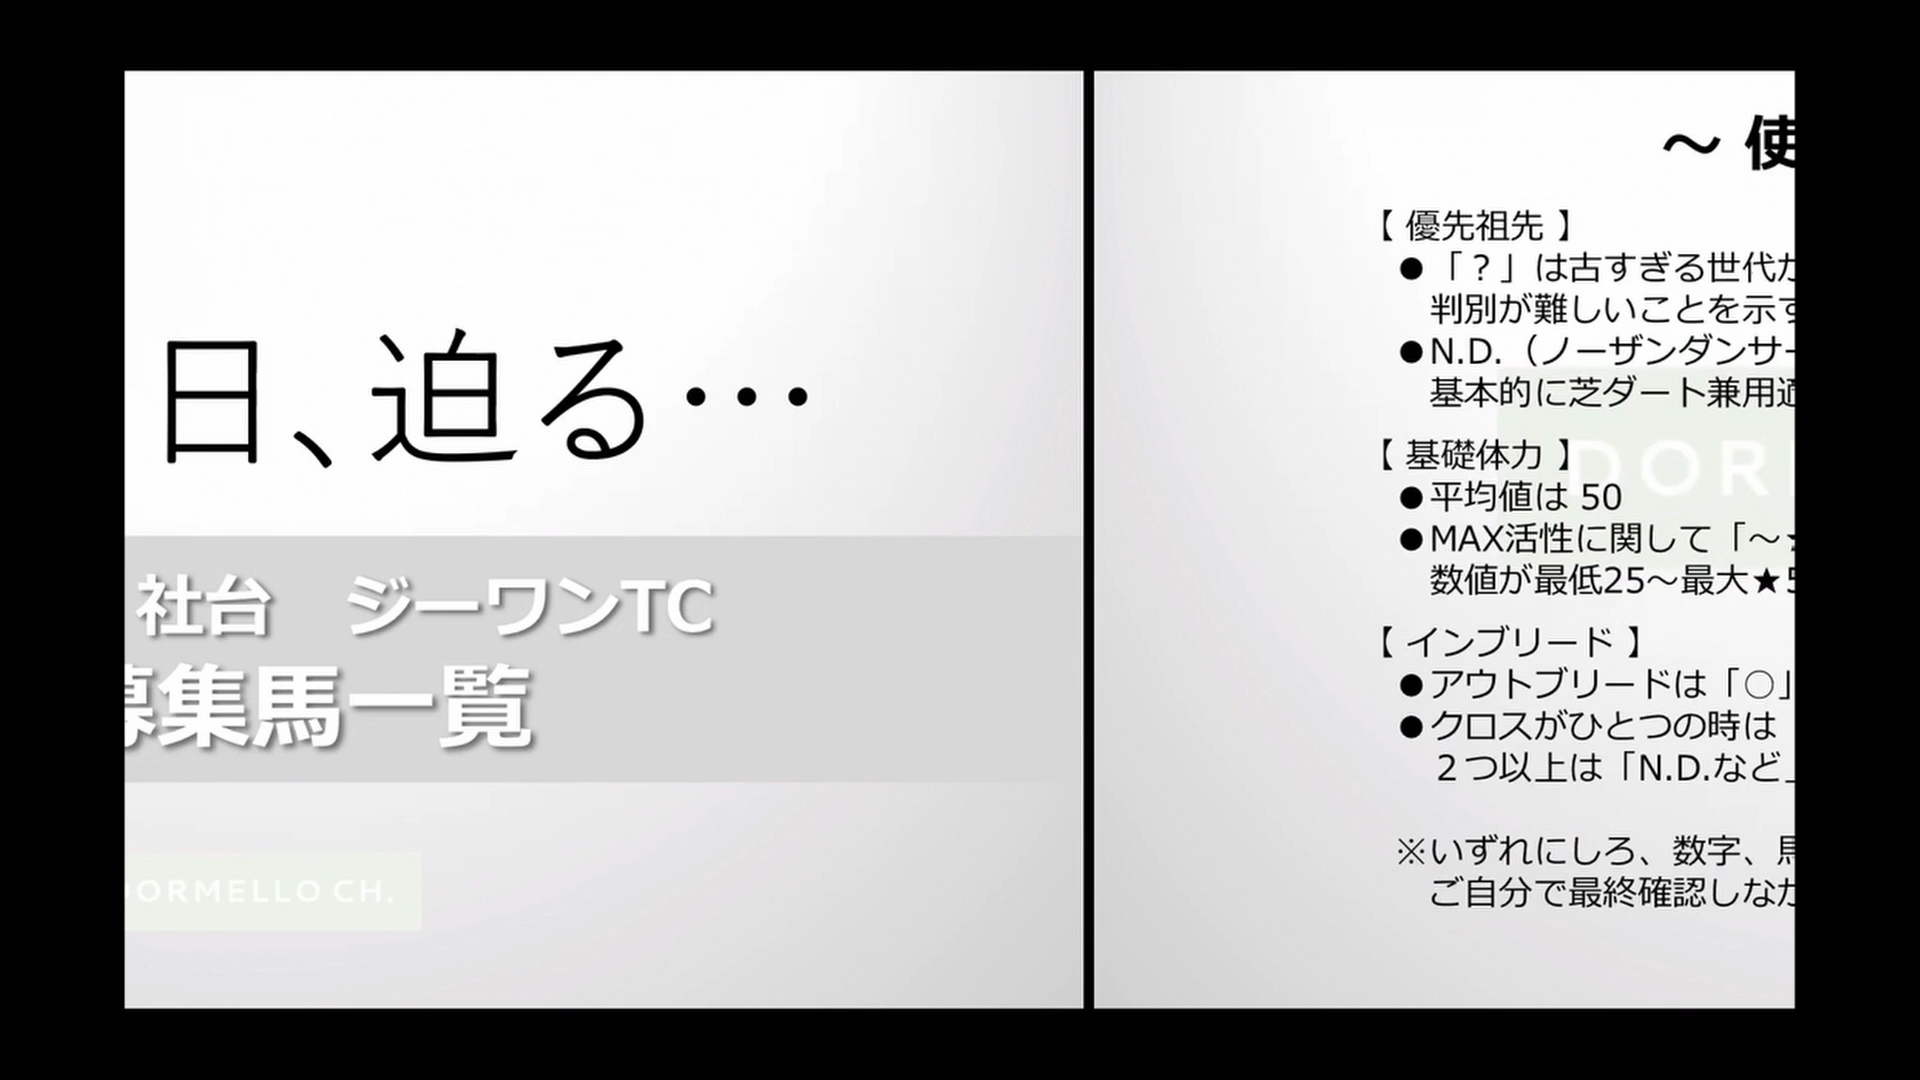 日、迫る…
社台　ジーワンTC
募集馬一覧
DORMELLO CH.
～ 使
【 優先祖先 】
●「？」は古すぎる世代か
判別が難しいことを示す
●N.D.（ノーザンダンサー
基本的に芝ダート兼用適
【 基礎体力 】
●平均値は 50
●MAX活性に関して「～★
数値が最低25～最大★5
【 インブリード 】
●アウトブリードは「○」
●クロスがひとつの時は
２つ以上は「N.D.など」
※いずれにしろ、数字、馬
ご自分で最終確認しなか
DOR